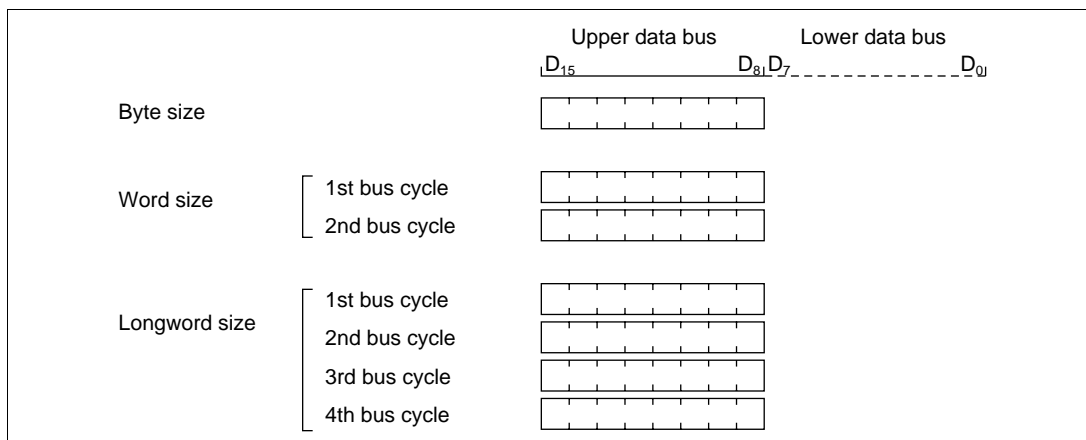 Upper data bus Lower data bus
D15 D8 D7 D0
Byte size
Word size
1st bus cycle
2nd bus cycle
Longword size
1st bus cycle
2nd bus cycle
3rd bus cycle
4th bus cycle